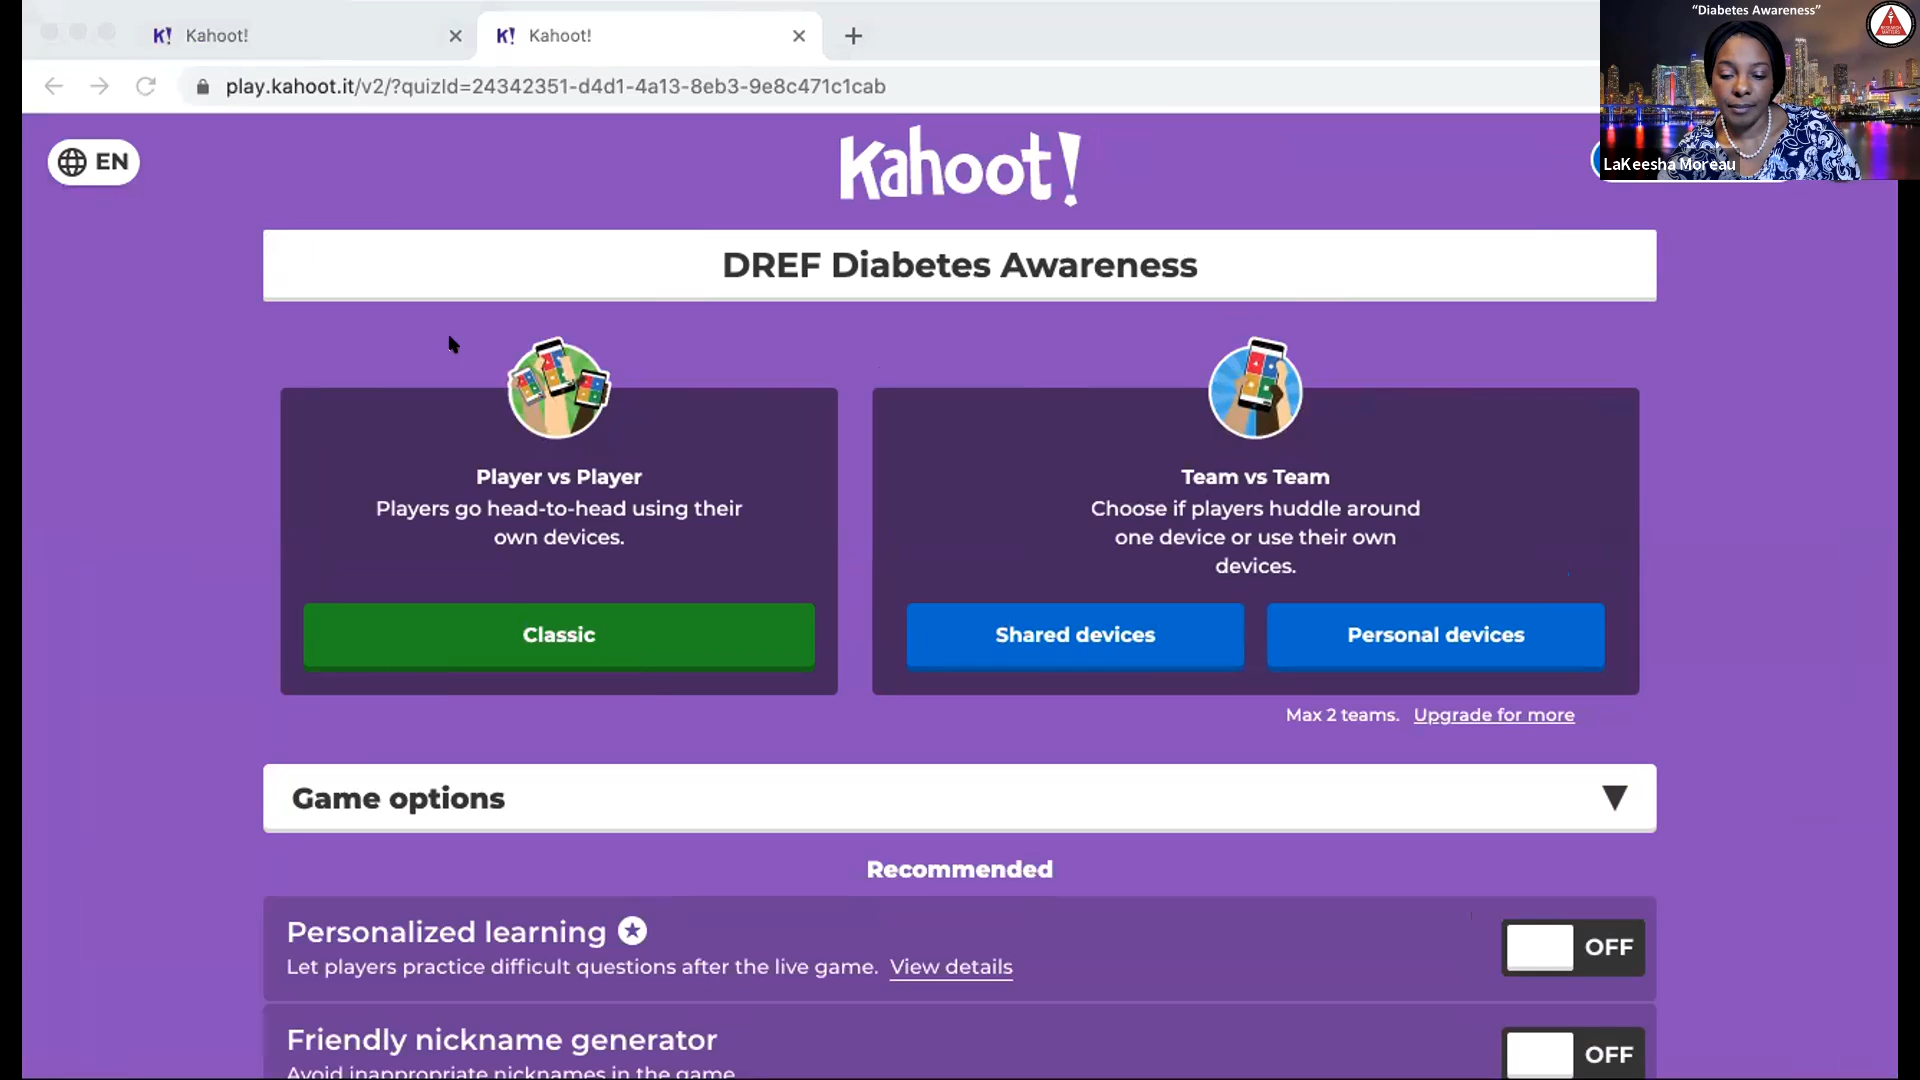 Kahoot!
Kahoot!
play.kahoot.it/v2/?quizId=24342351-d4d1-4a13-8eb3-9e8c471c1cab
"Diabetes Awareness"
LaKeesha Moreau
EN
Kahoot!
DREF Diabetes Awareness
Player vs Player
Players go head-to-head using their
own devices.
Classic
Team vs Team
Choose if players huddle around
one device or use their own
devices.
Shared devices
Personal devices
Max 2 teams. Upgrade for more
Game options
Recommended
Personalized learning
Let players practice difficult questions after the live game. View details
OFF
Friendly nickname generator
Avoid inappropriate nicknames in the game
OFF